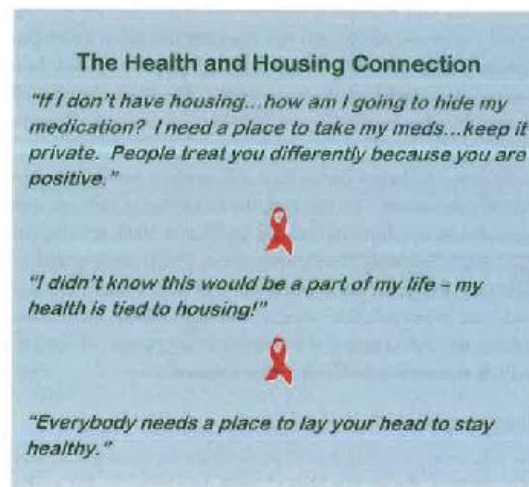 The Health and Housing Connection
"If I don't have housing...how am I going to hide my
medication? I need a place to take my meds...keep it
private. People treat you differently because you are
positive."
"I didn't know this would be a part of my life – my
health is tied to housing!"
"Everybody needs a place to lay your head to stay
healthy."